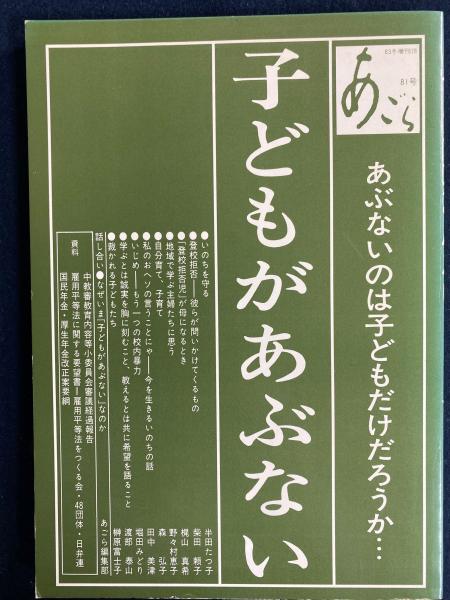 83冬・増刊18
81号
あごら
あぶないのは子どもだけだろうか…
子どもがあぶない
●いのちを守る 半田たつ子
●登校拒否──彼らが問いかけてくるもの 柴田頼子
●「登校拒否児」が母になるとき 梶山真希
●地域で学ぶ主婦たちに思う 野々村恵子
●自分育て、子育て 森弘子
●私のおヘソの言うことにゃ──今を生きるいのちの話 田中美津
●いじめ──もう一つの校内暴力 堀田みどり
●学ぶとは誠実を胸に刻むこと、教えるとは共に希望を語ること 渡部泰山
●裁かれる子どもたち 榊原富士子
話し合い●なぜいま「子どもがあぶない」なのか あごら編集部
資料
中教審教育内容等小委員会審議経過報告
雇用平等法に関する要望書─雇用平等法をつくる会・48団体・日弁連
国民年金・厚生年金改正案要綱